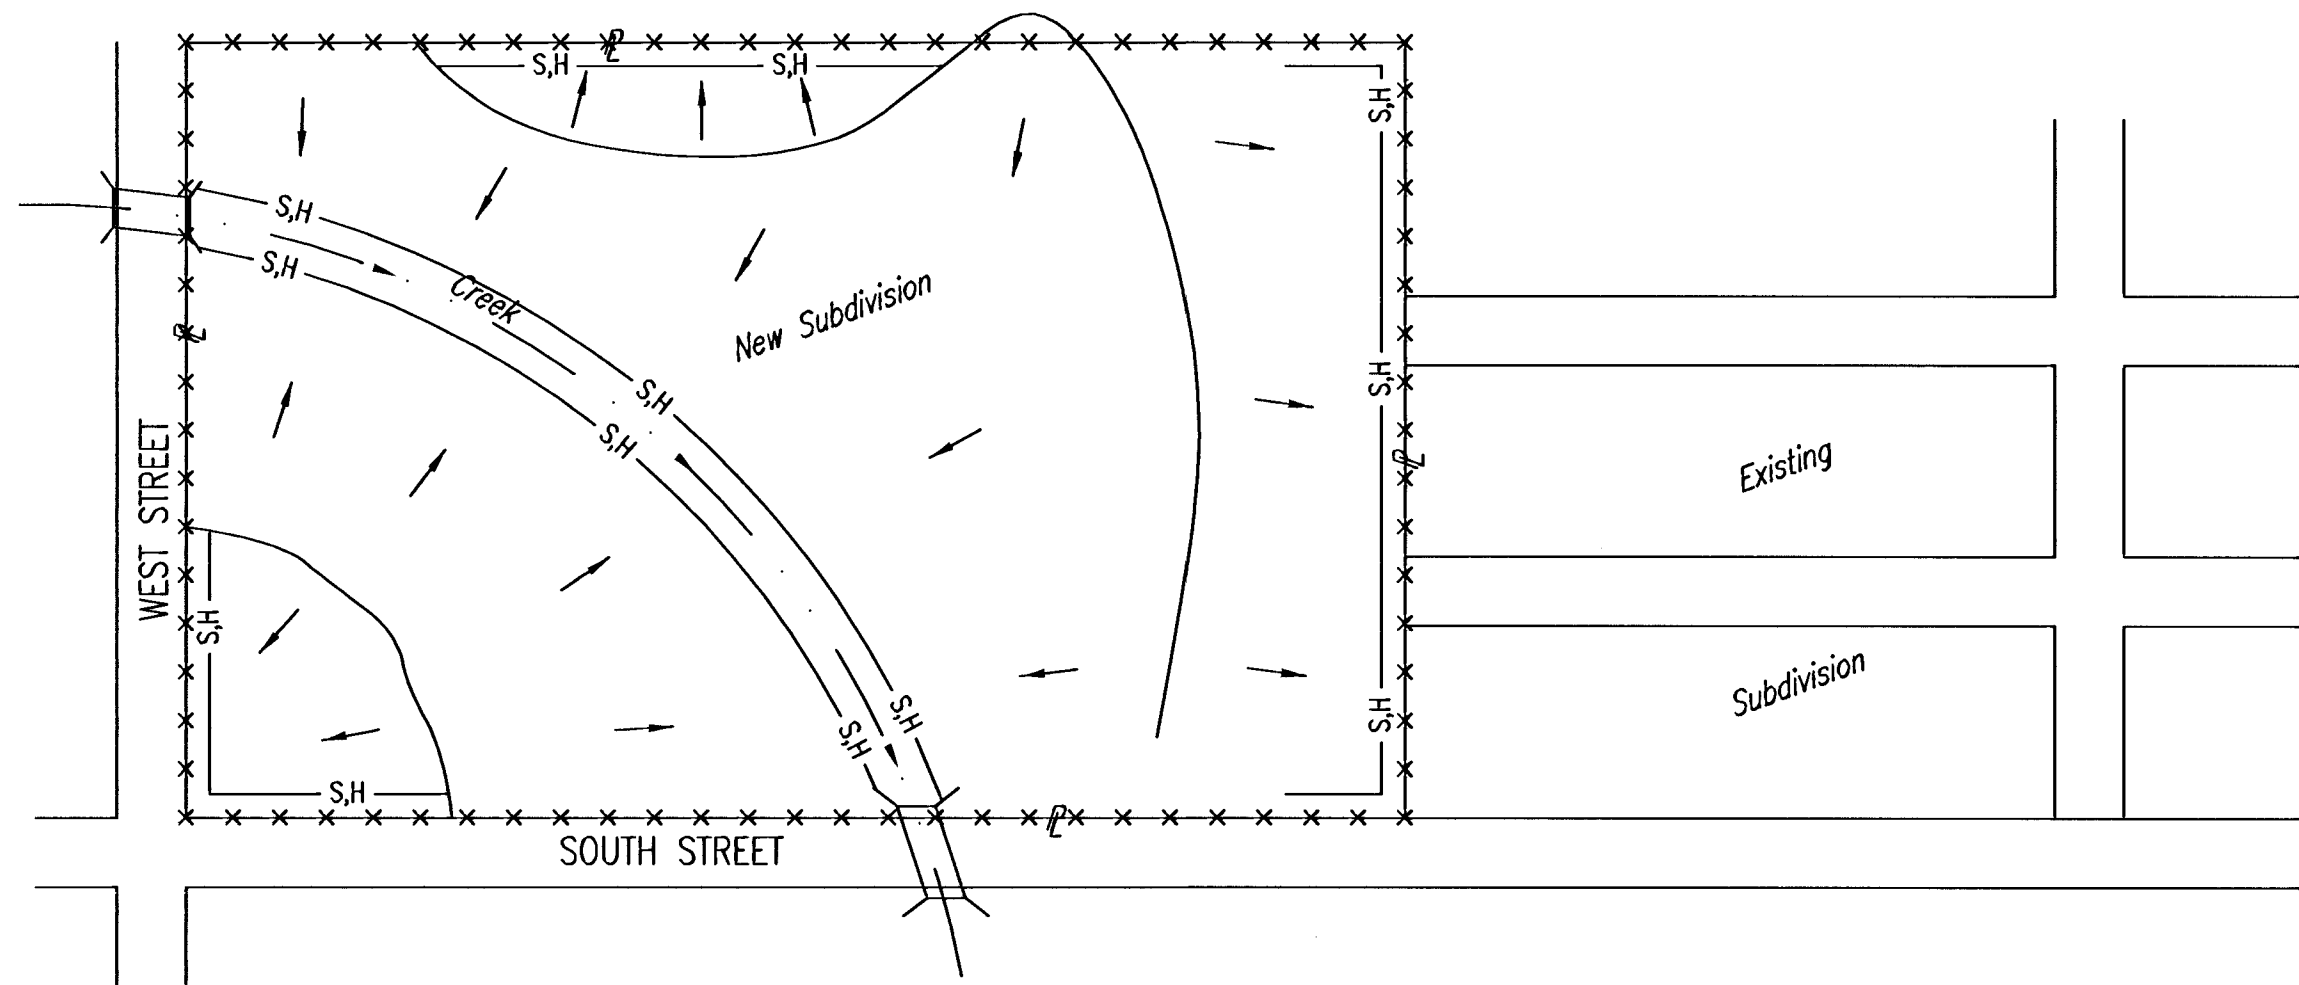 ℄
S,H S,H
S,H
S,H
S,H
Creek
New Subdivision
℄
S,H
S,H
S,H
WEST STREET
℄
Existing
S,H
S,H
S,H
S,H
S,H
Subdivision
S,H
℄
SOUTH STREET